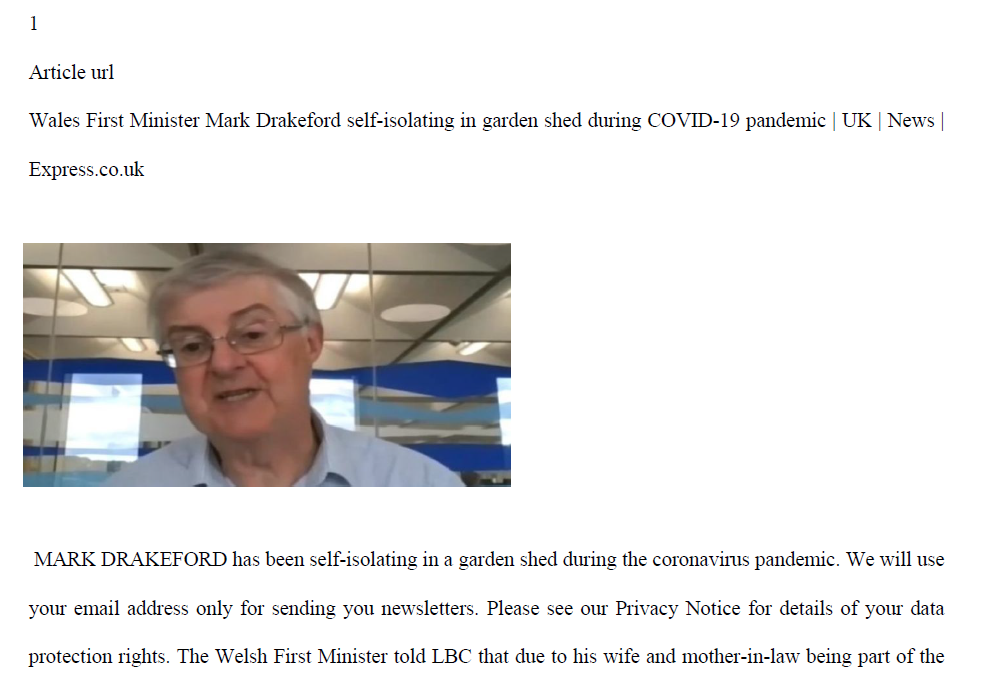 1
Article url
Wales First Minister Mark Drakeford self-isolating in garden shed during COVID-19 pandemic | UK | News |
Express.co.uk
MARK DRAKEFORD has been self-isolating in a garden shed during the coronavirus pandemic. We will use
your email address only for sending you newsletters. Please see our Privacy Notice for details of your data
protection rights. The Welsh First Minister told LBC that due to his wife and mother-in-law being part of the